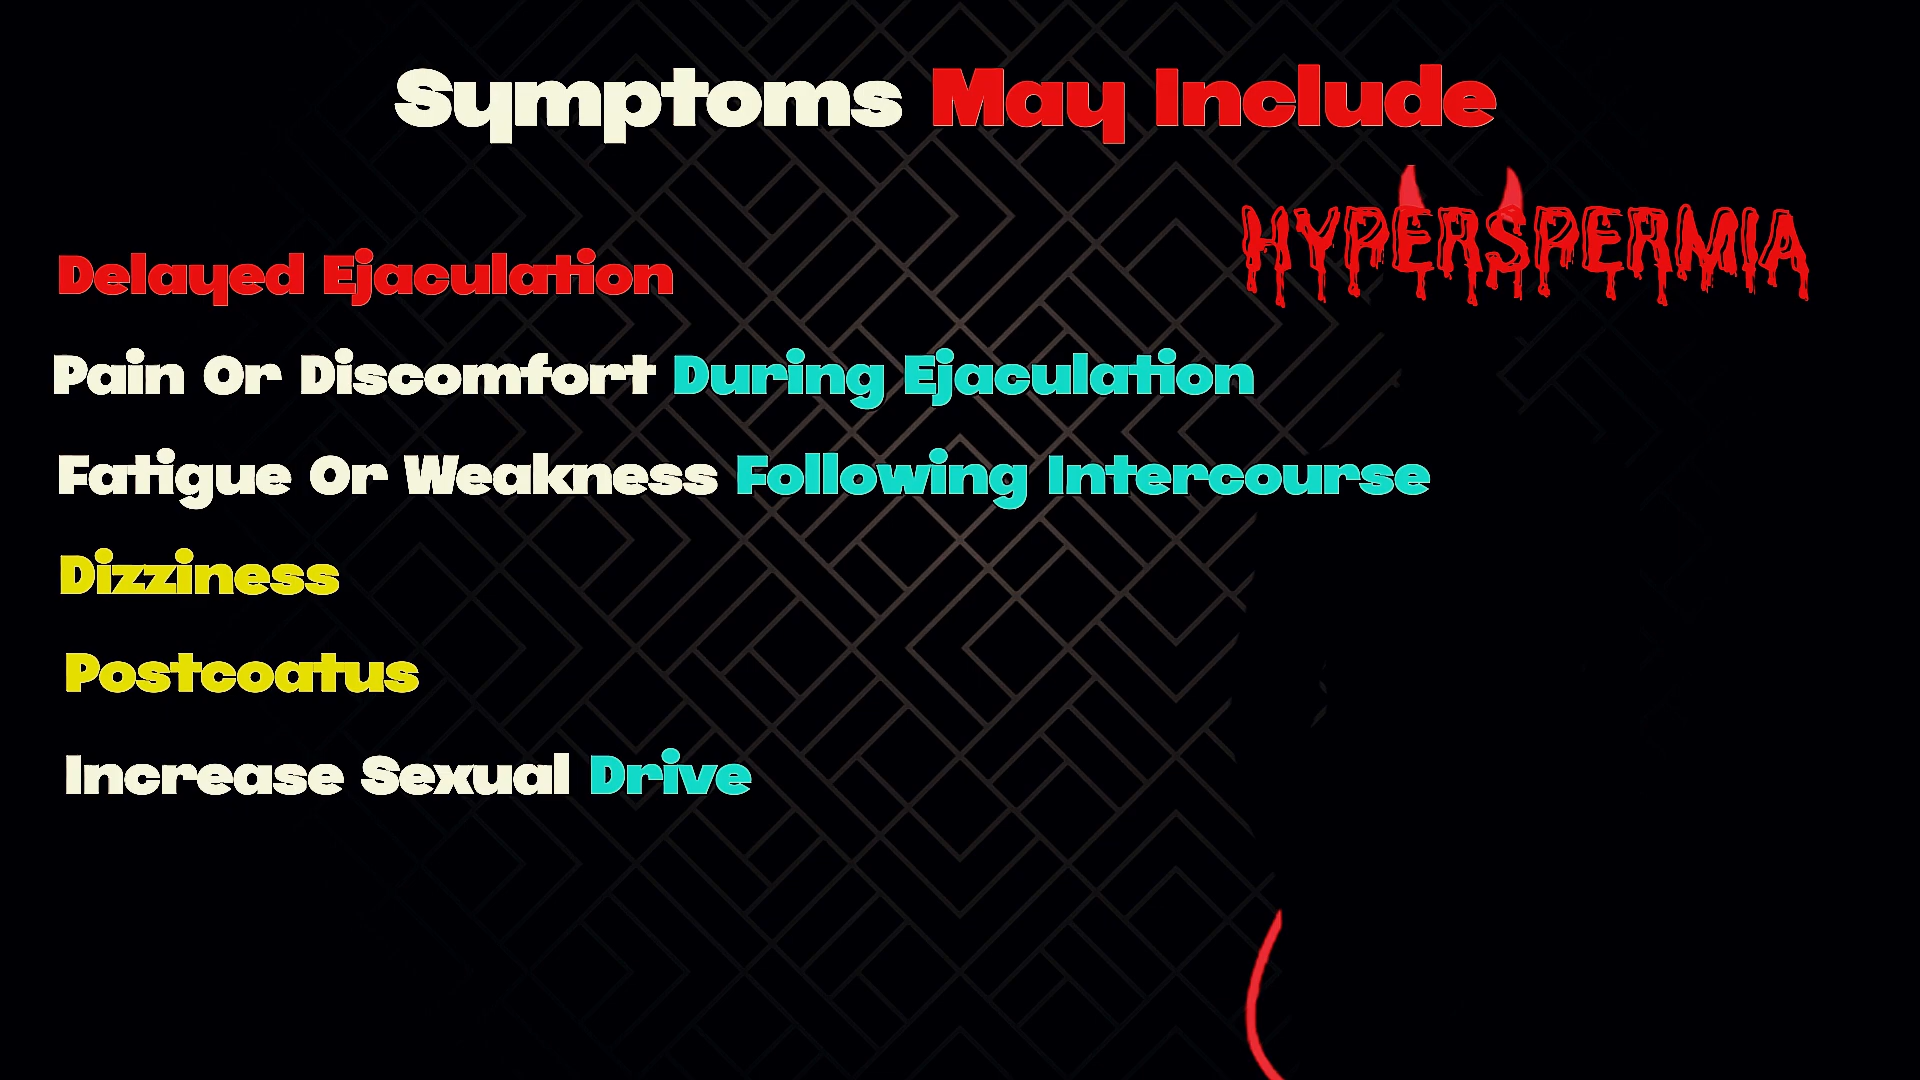 Symptoms May Include
HYPERSPERMIA
Delayed Ejaculation
Pain Or Discomfort During Ejaculation
Fatigue Or Weakness Following Intercourse
Dizziness
Postcoatus
Increase Sexual Drive